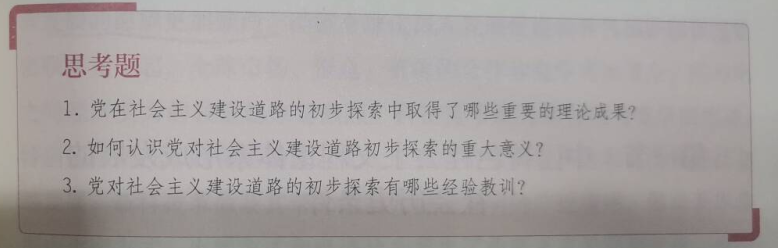 思考题
1. 党在社会主义建设道路的初步探索中取得了哪些重要的理论成果?
2. 如何认识党对社会主义建设道路初步探索的重大意义?
3. 党对社会主义建设道路的初步探索有哪些经验教训?